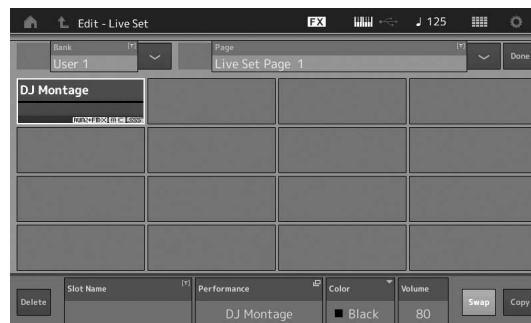 Edit - Live Set
FX
125
Bank
User 1
Page
Live Set Page 1
Done
DJ Montage
Delete
Slot Name
Performance
DJ Montage
Color
Black
Volume
80
Swap
Copy